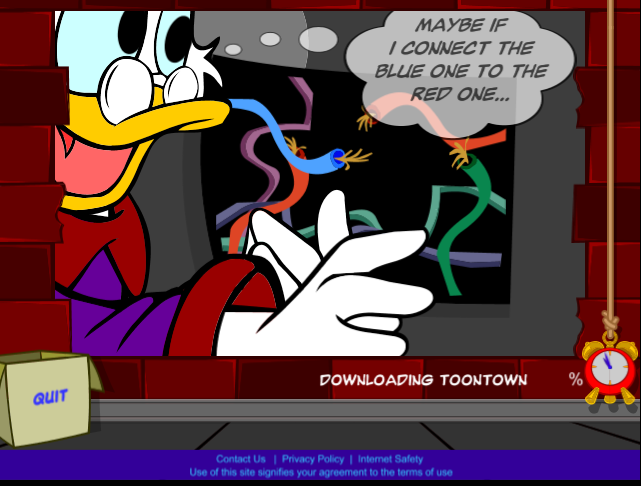 MAYBE IF
I CONNECT THE
BLUE ONE TO THE
RED ONE...
QUIT
DOWNLOADING TOONTOWN %
Contact Us | Privacy Policy | Internet Safety
Use of this site signifies your agreement to the terms of use